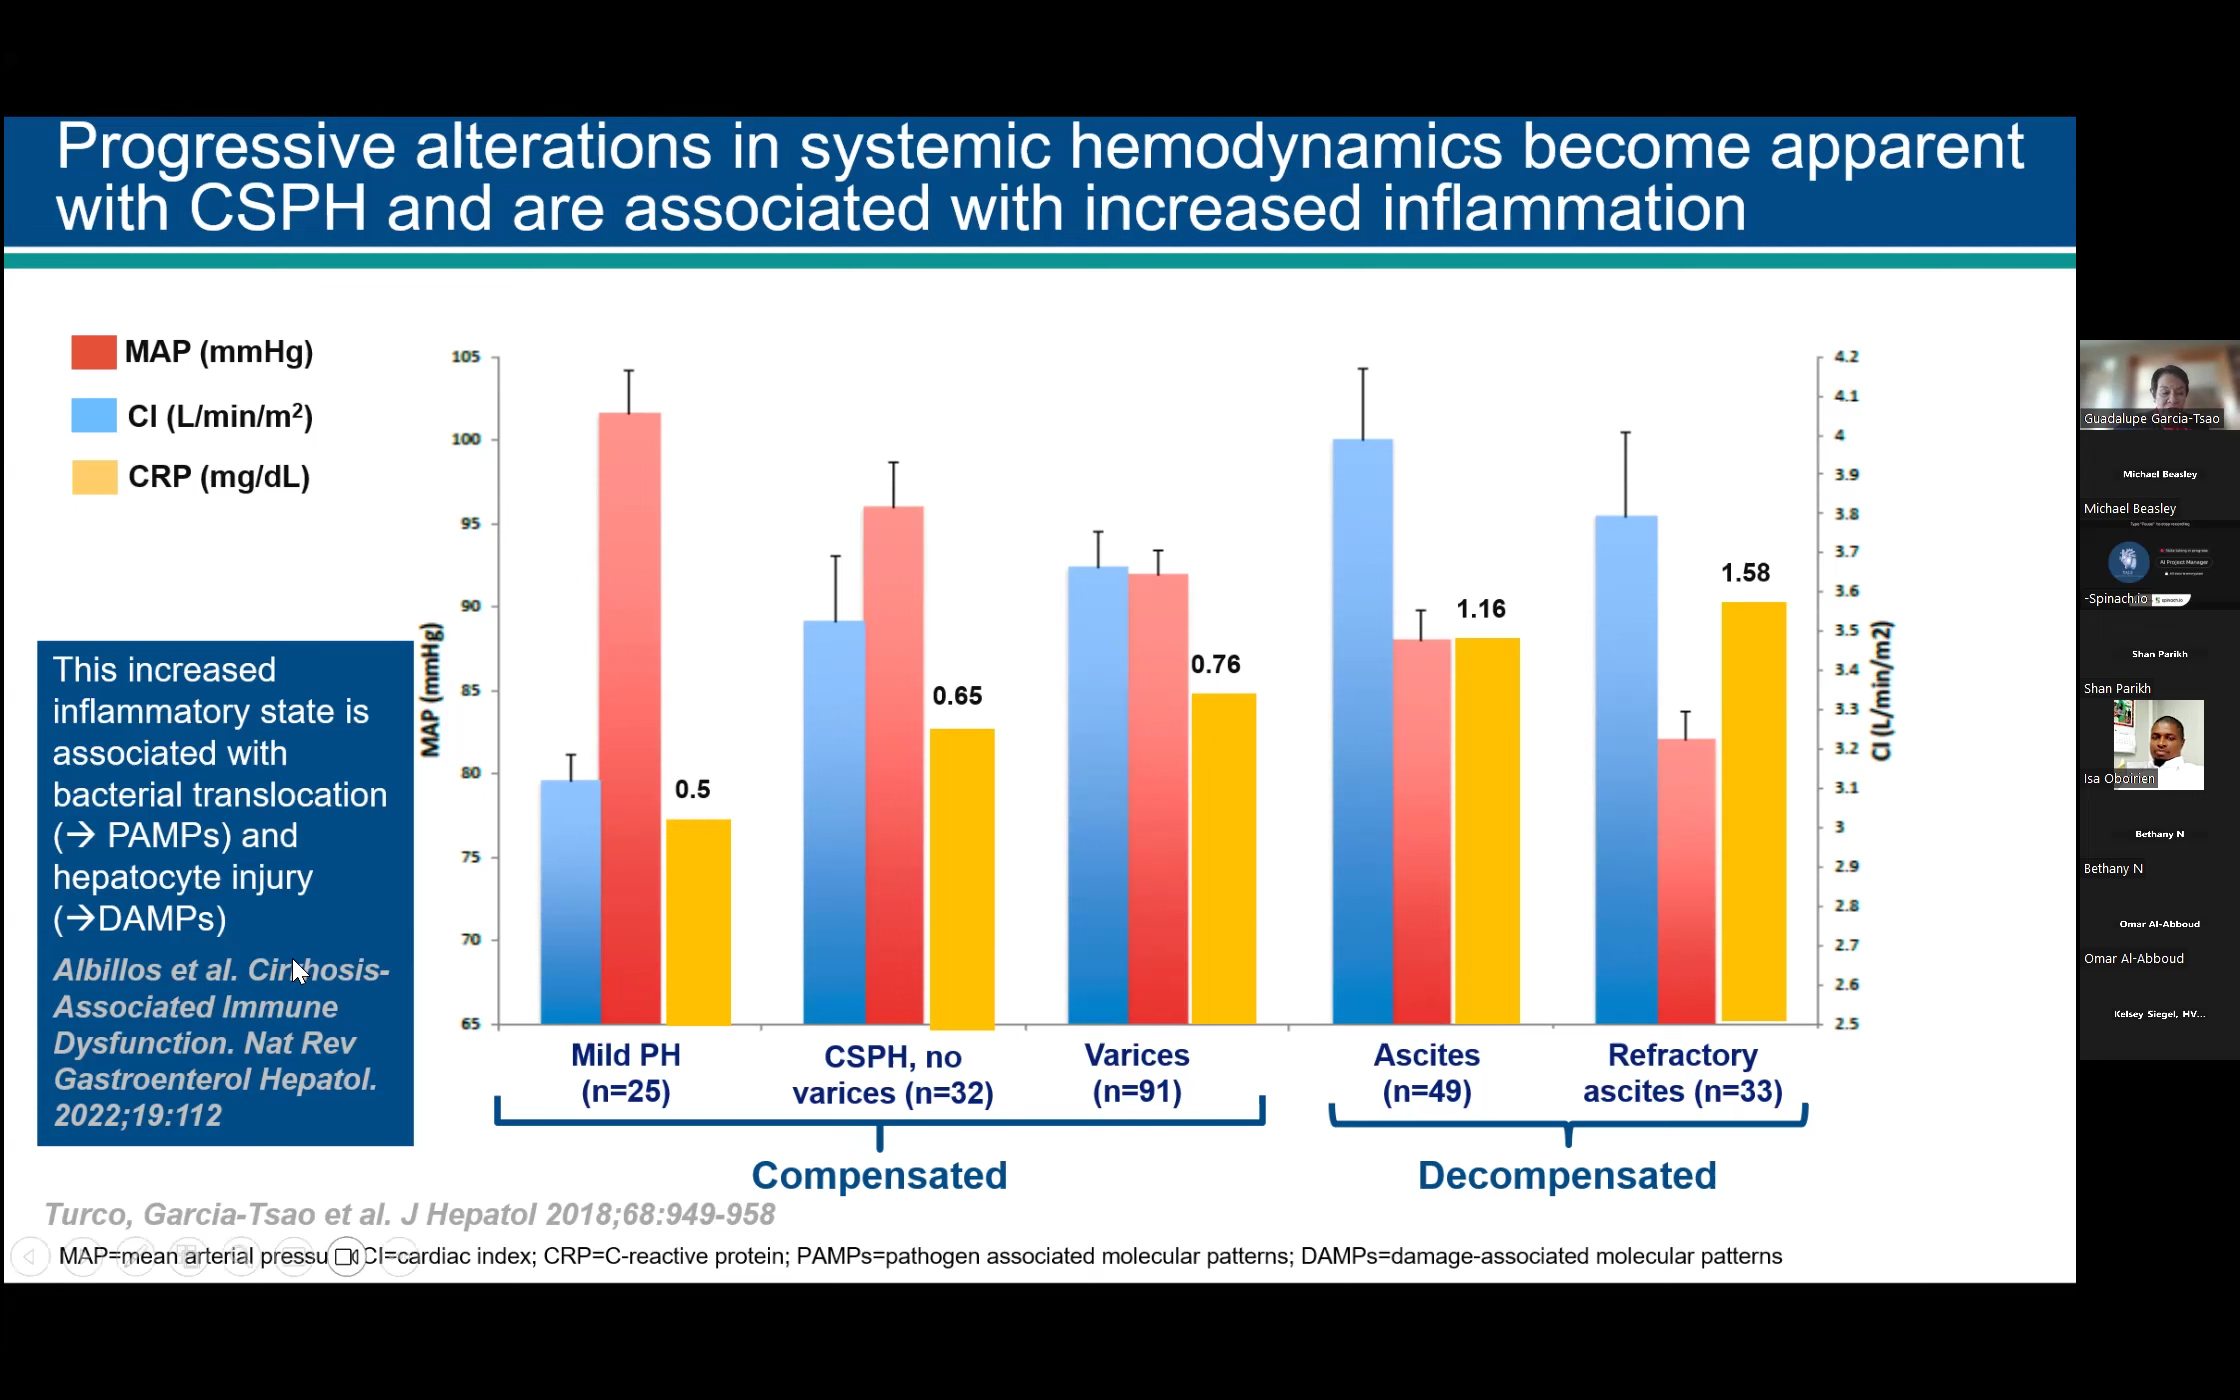 Progressive alterations in systemic hemodynamics become apparent
with CSPH and are associated with increased inflammation
MAP (mmHg)
CI (L/min/m²)
CRP (mg/dL)
This increased
inflammatory state is
associated with
bacterial translocation
(→ PAMPs) and
hepatocyte injury
(→DAMPs)
Albillos et al. Cirrhosis-
Associated Immune
Dysfunction. Nat Rev
Gastroenterol Hepatol.
2022;19:112
MAP (mmHg)
105
100
95
90
85
80
75
70
65
0.5
0.65
0.76
1.16
1.58
4.2
4.1
4
3.9
3.8
3.7
3.6
3.5
3.4
3.3
3.2
3.1
3
2.9
2.8
2.7
2.6
2.5
CI (L/min/m2)
Mild PH
(n=25)
CSPH, no
varices (n=32)
Varices
(n=91)
Ascites
(n=49)
Refractory
ascites (n=33)
Compensated
Decompensated
Turco, Garcia-Tsao et al. J Hepatol 2018;68:949-958
MAP=mean arterial pressu CI=cardiac index; CRP=C-reactive protein; PAMPs=pathogen associated molecular patterns; DAMPs=damage-associated molecular patterns
Guadalupe Garcia-Tsao
Michael Beasley
Michael Beasley
AI Project Manager
-Spinach.io
spinach.io
Shan Parikh
Shan Parikh
Isa Oboirien
Bethany N
Bethany N
Omar Al-Abboud
Omar Al-Abboud
Kelsey Siegel, HV...